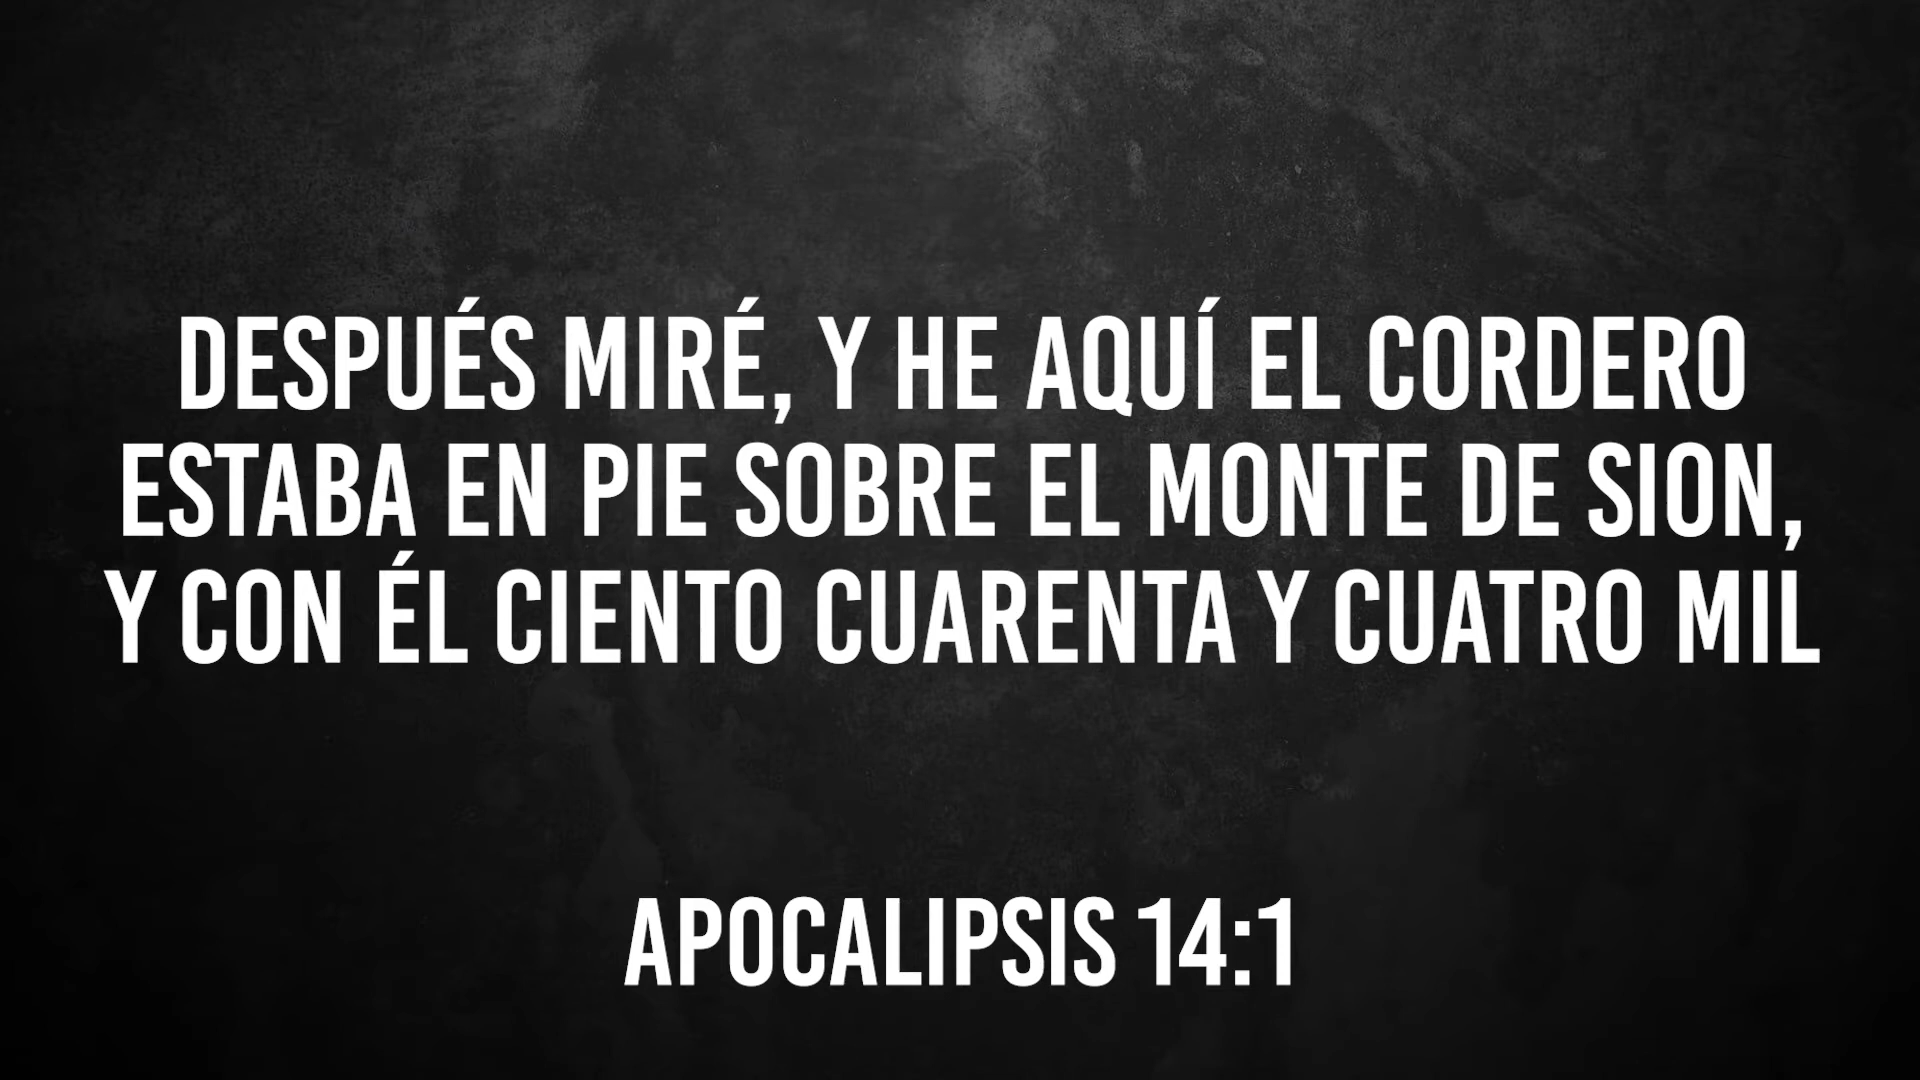 DESPUÉS MIRÉ, Y HE AQUÍ EL CORDERO
ESTABA EN PIE SOBRE EL MONTE DE SION,
Y CON ÉL CIENTO CUARENTA Y CUATRO MIL
APOCALIPSIS 14:1